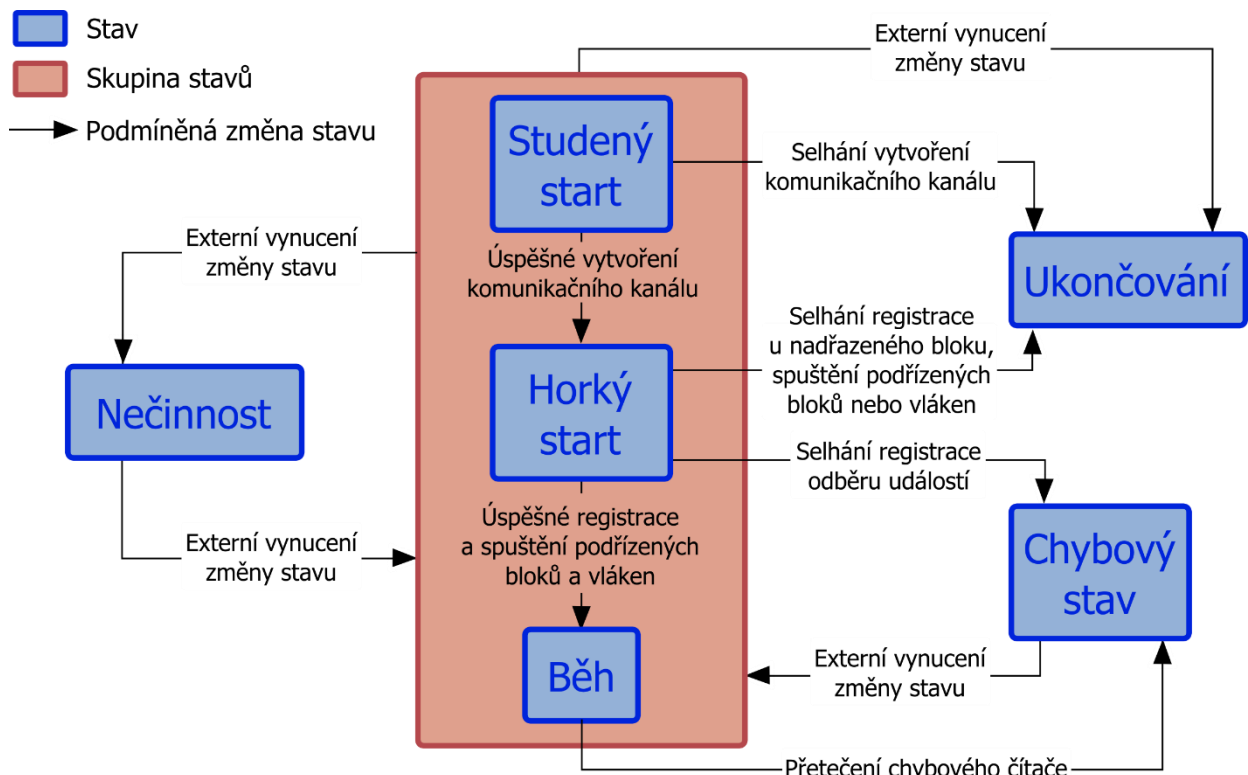 Stav
Skupina stavů
Podmíněná změna stavu
Externí vynucení
změny stavu
Studený
start
Selhání vytvoření
komunikačního kanálu
Externí vynucení
změny stavu
Úspěšné vytvoření
komunikačního kanálu
Ukončování
Selhání registrace
u nadřazeného bloku,
spuštění podřízených
bloků nebo vláken
Nečinnost
Horký
start
Selhání registrace
odběru událostí
Úspěšné registrace
a spuštění podřízených
bloků a vláken
Externí vynucení
změny stavu
Chybový
stav
Běh
Externí vynucení
změny stavu
Přetečení chybového čítače